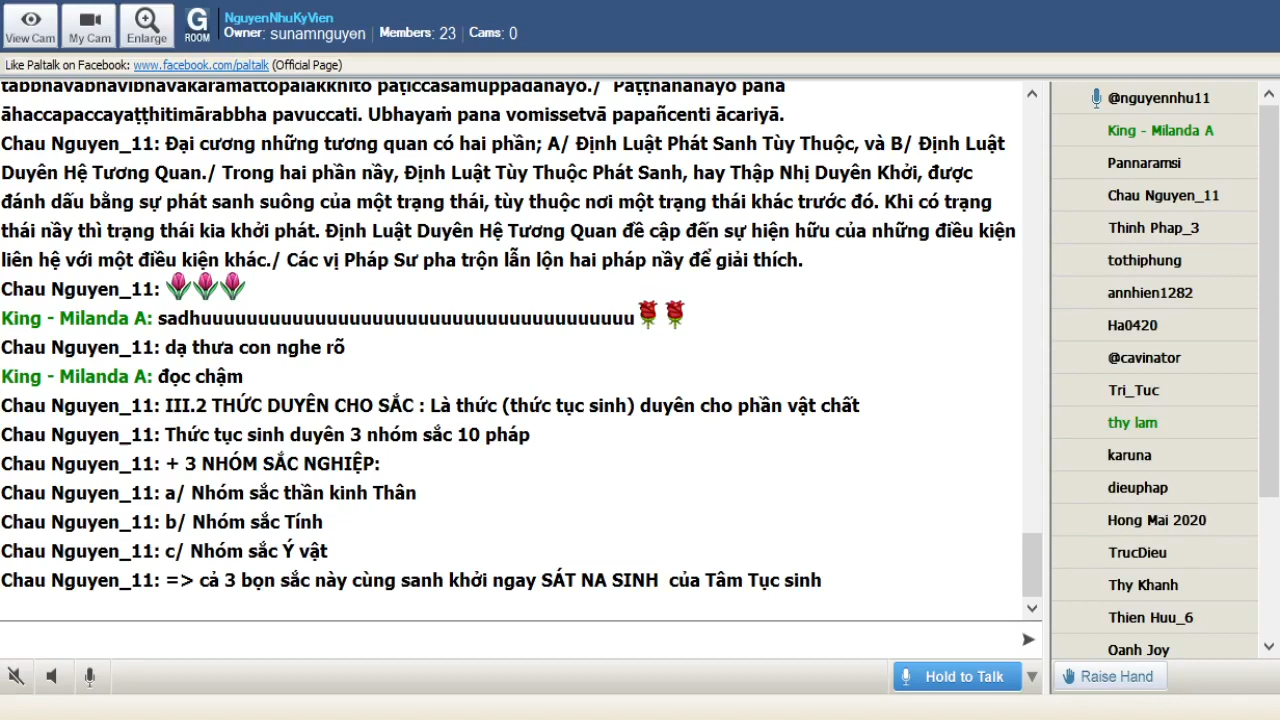 View Cam
My Cam
Enlarge
G
ROOM
NguyenNhuKyVien
Owner: sunamnguyen Members: 23 Cams: 0
Like Paltalk on Facebook: www.facebook.com/paltalk (Official Page)
tabbhāvabhāvibhāvākāramattopalakkhito paṭiccasamuppādanayo./ Paṭṭhānanayo pana
āhaccapaccayaṭṭhitimārabbha pavuccati. Ubhayaṁ pana vomissetvā papañcenti ācariyā.
Chau Nguyen_11: Đại cương những tương quan có hai phần; A/ Định Luật Phát Sanh Tùy Thuộc, và B/ Định Luật
Duyên Hệ Tương Quan./ Trong hai phần nầy, Định Luật Tùy Thuộc Phát Sanh, hay Thập Nhị Duyên Khởi, được
đánh dấu bằng sự phát sanh suông của một trạng thái, tùy thuộc nơi một trạng thái khác trước đó. Khi có trạng
thái nầy thì trạng thái kia khởi phát. Định Luật Duyên Hệ Tương Quan đề cập đến sự hiện hữu của những điều kiện
liên hệ với một điều kiện khác./ Các vị Pháp Sư pha trộn lẫn lộn hai pháp nầy để giải thích.
Chau Nguyen_11:
King - Milanda A: sadhuuuuuuuuuuuuuuuuuuuuuuuuuuuuuuuuuuuuuu
Chau Nguyen_11: dạ thưa con nghe rõ
King - Milanda A: đọc chậm
Chau Nguyen_11: III.2 THỨC DUYÊN CHO SẮC : Là thức (thức tục sinh) duyên cho phần vật chất
Chau Nguyen_11: Thức tục sinh duyên 3 nhóm sắc 10 pháp
Chau Nguyen_11: + 3 NHÓM SẮC NGHIỆP:
Chau Nguyen_11: a/ Nhóm sắc thần kinh Thân
Chau Nguyen_11: b/ Nhóm sắc Tính
Chau Nguyen_11: c/ Nhóm sắc Ý vật
Chau Nguyen_11: => cả 3 bọn sắc này cùng sanh khởi ngay SÁT NA SINH của Tâm Tục sinh
Hold to Talk
@nguyennhu11
King - Milanda A
Pannaramsi
Chau Nguyen_11
Thinh Phap_3
tothiphung
annhien1282
Ha0420
@cavinator
Tri_Tuc
thy lam
karuna
dieuphap
Hong Mai 2020
TrucDieu
Thy Khanh
Thien Huu_6
Oanh Joy
Raise Hand